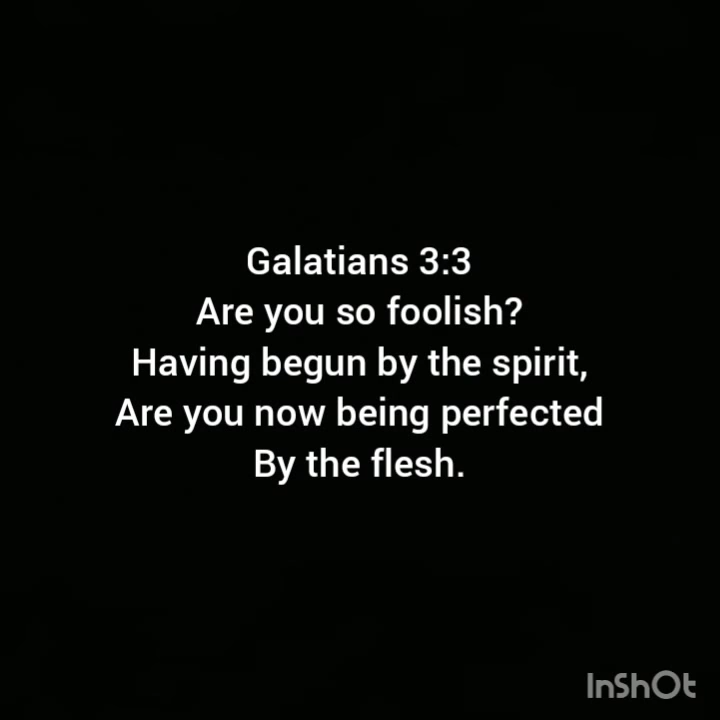 Galatians 3:3
Are you so foolish?
Having begun by the spirit,
Are you now being perfected
By the flesh.
InShOt